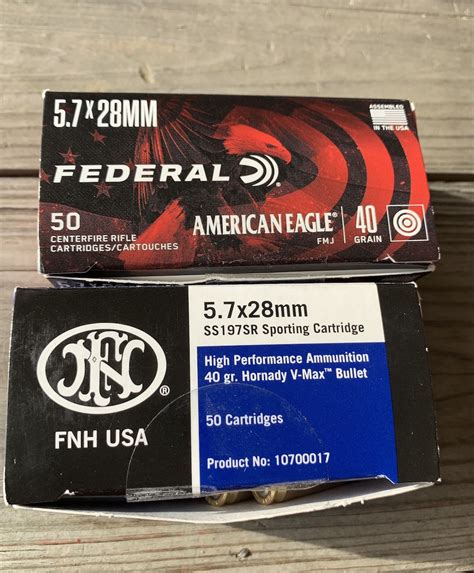 5.7x28MM
ASSEMBLED
IN THE USA
FEDERAL
50
CENTERFIRE RIFLE
CARTRIDGES/CARTOUCHES
AMERICAN EAGLE®
FMJ
40
GRAIN
FN
®
FNH USA
5.7x28mm
SS197SR Sporting Cartridge
High Performance Ammunition
40 gr. Hornady V-Max™ Bullet
50 Cartridges
Product No: 10700017